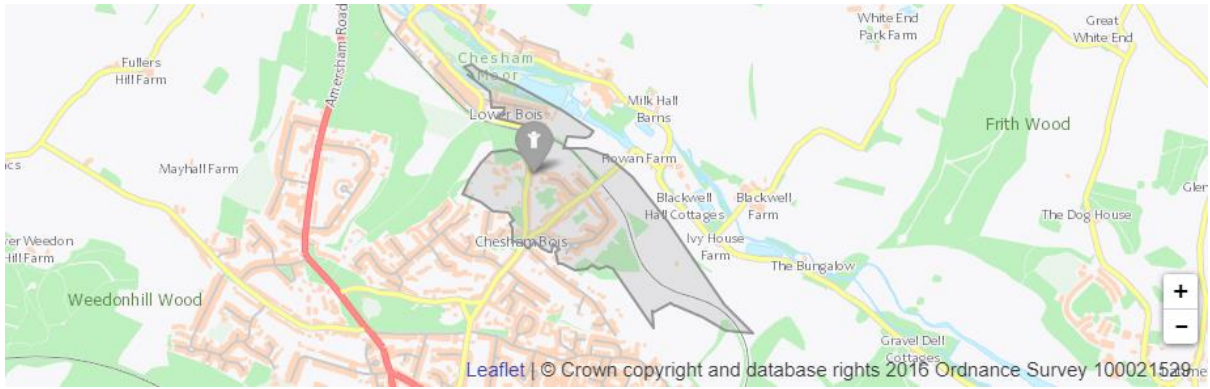 White End
Park Farm
Great
White End
Fullers
Hill Farm
Amersham Road
Chesham
Moor
Milk Hall
Barns
Lower Bois
Frith Wood
Mayhall Farm
Rowan Farm
Blackwell
Hall Cottages
Blackwell
Farm
The Dog House
Chesham Bois
Ivy House
Farm
Hill Farm
The Bungalow
Weedonhill Wood
+
−
Gravel Dell
Cottages
Leaflet | © Crown copyright and database rights 2016 Ordnance Survey 100021529